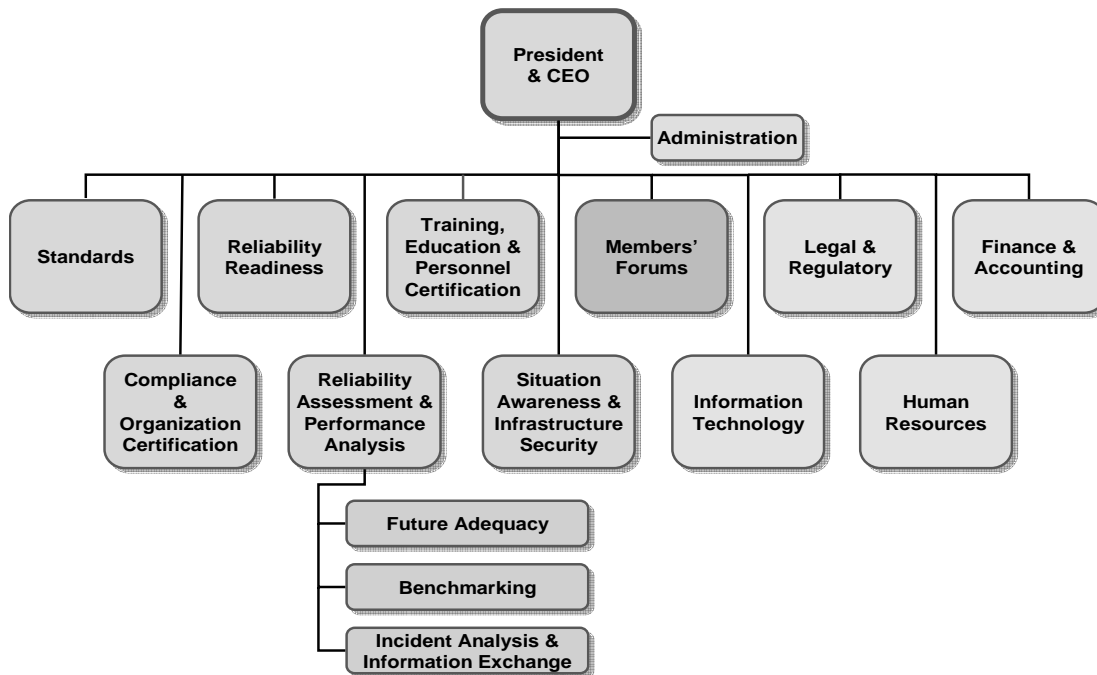 President
& CEO
Administration
Standards
Reliability
Readiness
Training,
Education &
Personnel
Certification
Members’
Forums
Legal &
Regulatory
Finance &
Accounting
Compliance
&
Organization
Certification
Reliability
Assessment &
Performance
Analysis
Situation
Awareness &
Infrastructure
Security
Information
Technology
Human
Resources
Future Adequacy
Benchmarking
Incident Analysis &
Information Exchange